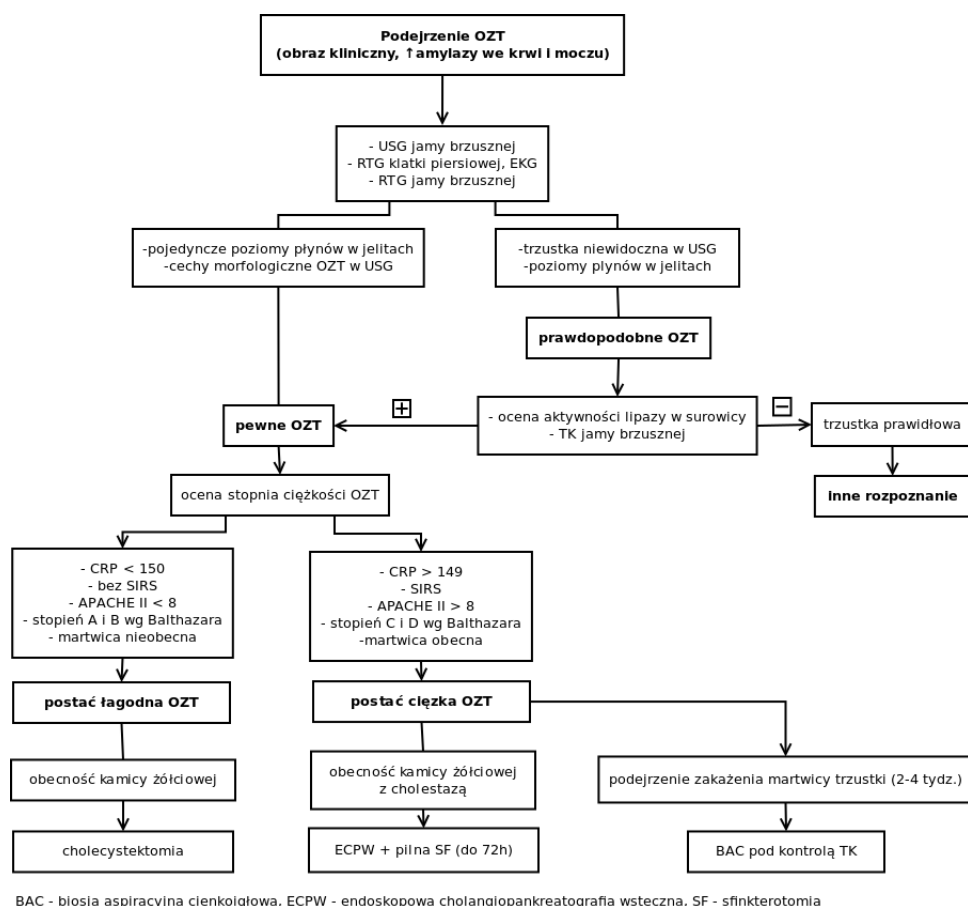 Podejrzenie OZT
(obraz kliniczny, ↑amylazy we krwi i moczu)
- USG jamy brzusznej
- RTG klatki piersiowej, EKG
- RTG jamy brzusznej
-pojedyncze poziomy płynów w jelitach
-cechy morfologiczne OZT w USG
-trzustka niewidoczna w USG
-poziomy plynów w jelitach
prawdopodobne OZT
+
- ocena aktywności lipazy w surowicy
- TK jamy brzusznej
−
trzustka prawidłowa
pewne OZT
inne rozpoznanie
ocena stopnia ciężkości OZT
- CRP < 150
- bez SIRS
- APACHE II < 8
- stopień A i B wg Balthazara
- martwica nieobecna
- CRP > 149
- SIRS
- APACHE II > 8
- stopień C i D wg Balthazara
-martwica obecna
postać łagodna OZT
postać cięzka OZT
obecność kamicy żółciowej
obecność kamicy żółciowej
z cholestazą
podejrzenie zakażenia martwicy trzustki (2-4 tydz.)
cholecystektomia
ECPW + pilna SF (do 72h)
BAC pod kontrolą TK
BAC - biosja aspiracyjna cienkoigłowa, ECPW - endoskopowa cholangiopankreatografia wsteczna, SF - sfinkterotomia